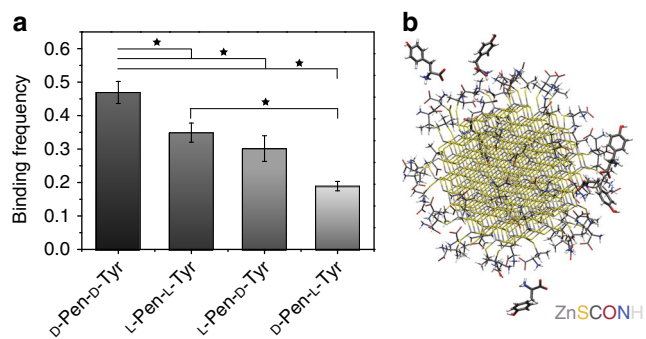 a
b
Binding frequency
0.6
0.5
0.4
0.3
0.2
0.1
0.0
D-Pen-D-Tyr
L-Pen-L-Tyr
L-Pen-D-Tyr
D-Pen-L-Tyr
ZnSCONH